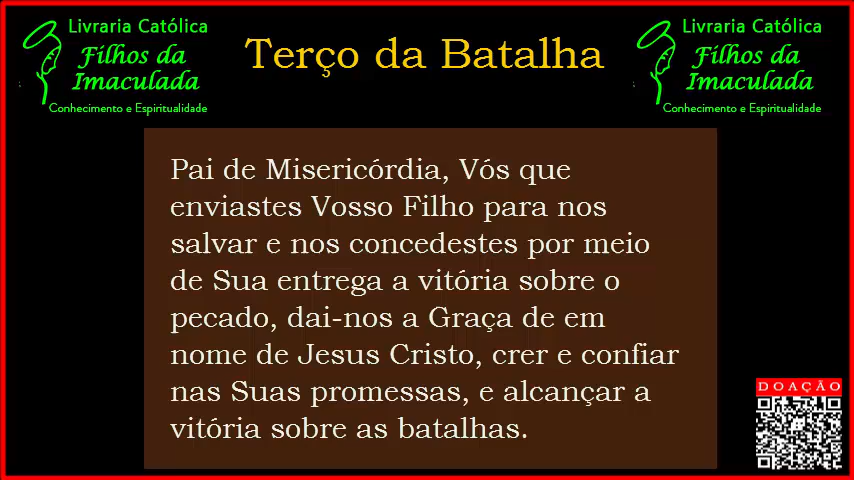 Livraria Católica
Filhos da
Imaculada
Conhecimento e Espiritualidade
Terço da Batalha
Livraria Católica
Filhos da
Imaculada
Conhecimento e Espiritualidade
Pai de Misericórdia, Vós que
enviastes Vosso Filho para nos
salvar e nos concedestes por meio
de Sua entrega a vitória sobre o
pecado, dai-nos a Graça de em
nome de Jesus Cristo, crer e confiar
nas Suas promessas, e alcançar a
vitória sobre as batalhas.
DOAÇÃO